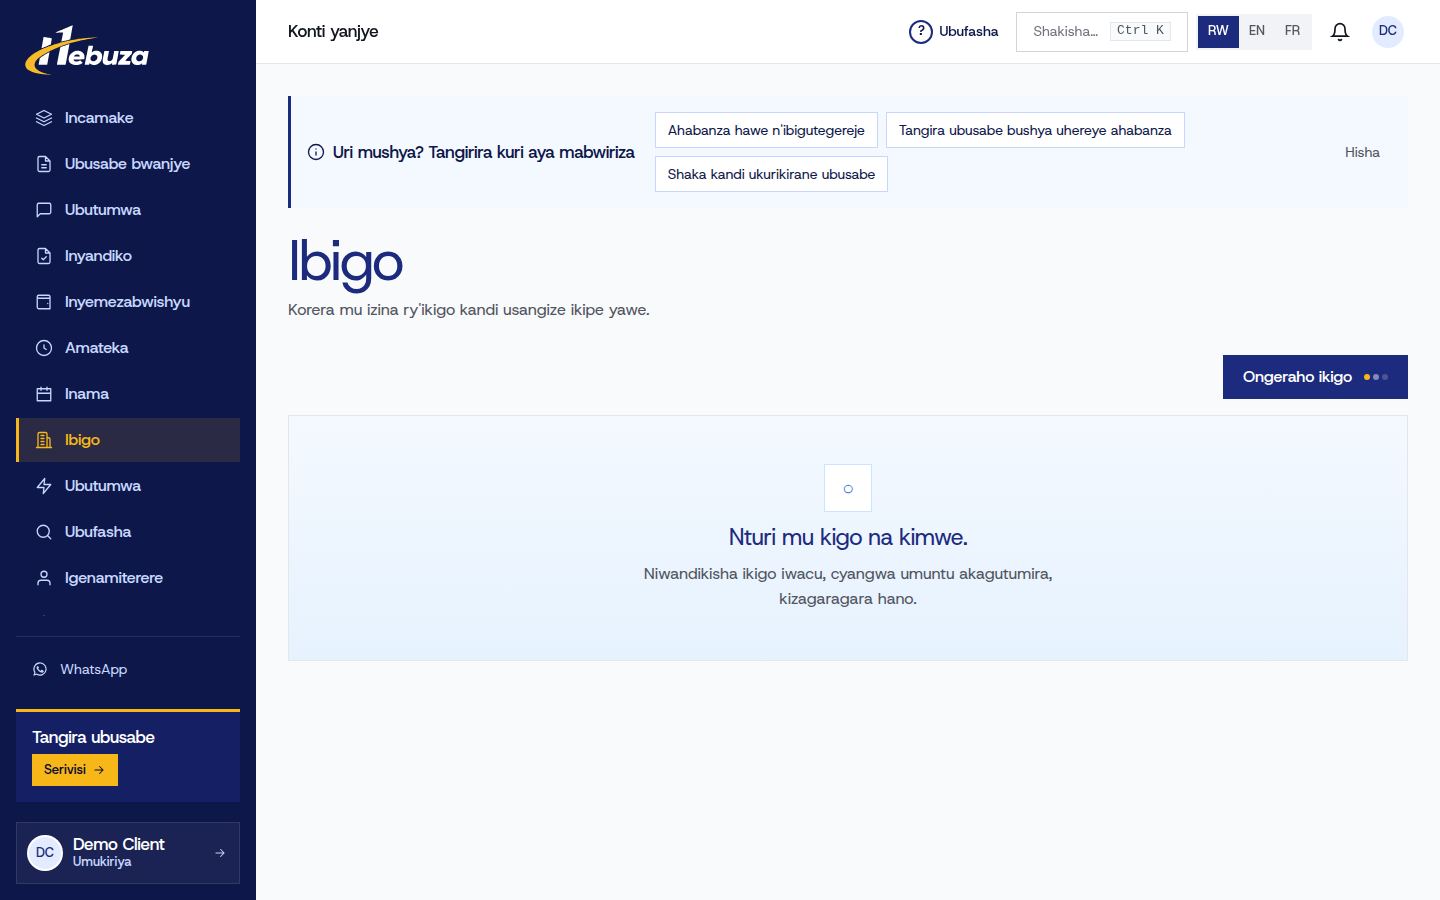 Hebuza
Incamake
Ubusabe bwanjye
Ubutumwa
Inyandiko
Inyemezabwishyu
Amateka
Inama
Ibigo
Ubutumwa
Ubufasha
Igenamiterere
WhatsApp
Tangira ubusabe
Serivisi →
DC
Demo Client
Umukiriya
→
Konti yanjye
? Ubufasha
Shakisha... Ctrl K
RW EN FR
DC
Uri mushya? Tangirira kuri aya mabwiriza
Ahabanza hawe n'ibigutegereje
Tangira ubusabe bushya uhereye ahabanza
Shaka kandi ukurikirane ubusabe
Hisha
Ibigo
Korera mu izina ry'ikigo kandi usangize ikipe yawe.
Ongeraho ikigo
Nturi mu kigo na kimwe.
Niwandikisha ikigo iwacu, cyangwa umuntu akagutumira,
kizagaragara hano.